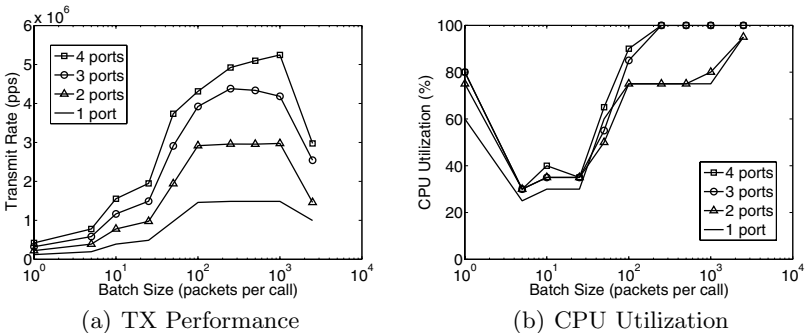 6
x 10^6
5
4
3
2
1
0
10^0
10^1
10^2
10^3
10^4
Transmit Rate (pps)
Batch Size (packets per call)
4 ports
3 ports
2 ports
1 port
(a) TX Performance
100
80
60
40
20
0
10^0
10^1
10^2
10^3
10^4
CPU Utilization (%)
Batch Size (packets per call)
4 ports
3 ports
2 ports
1 port
(b) CPU Utilization